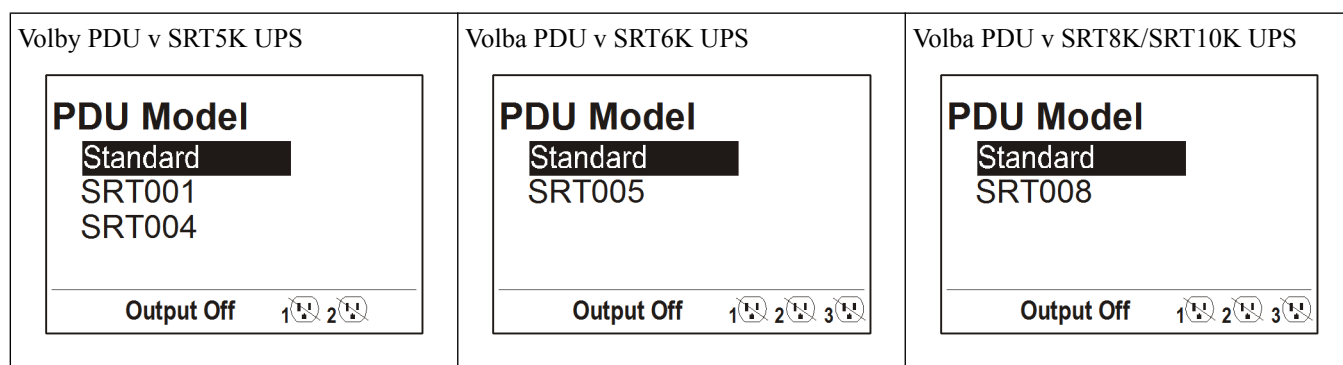 Volby PDU v SRT5K UPS
PDU Model
Standard
SRT001
SRT004
Output Off 1 2
Volba PDU v SRT6K UPS
PDU Model
Standard
SRT005
Output Off 1 2 3
Volba PDU v SRT8K/SRT10K UPS
PDU Model
Standard
SRT008
Output Off 1 2 3